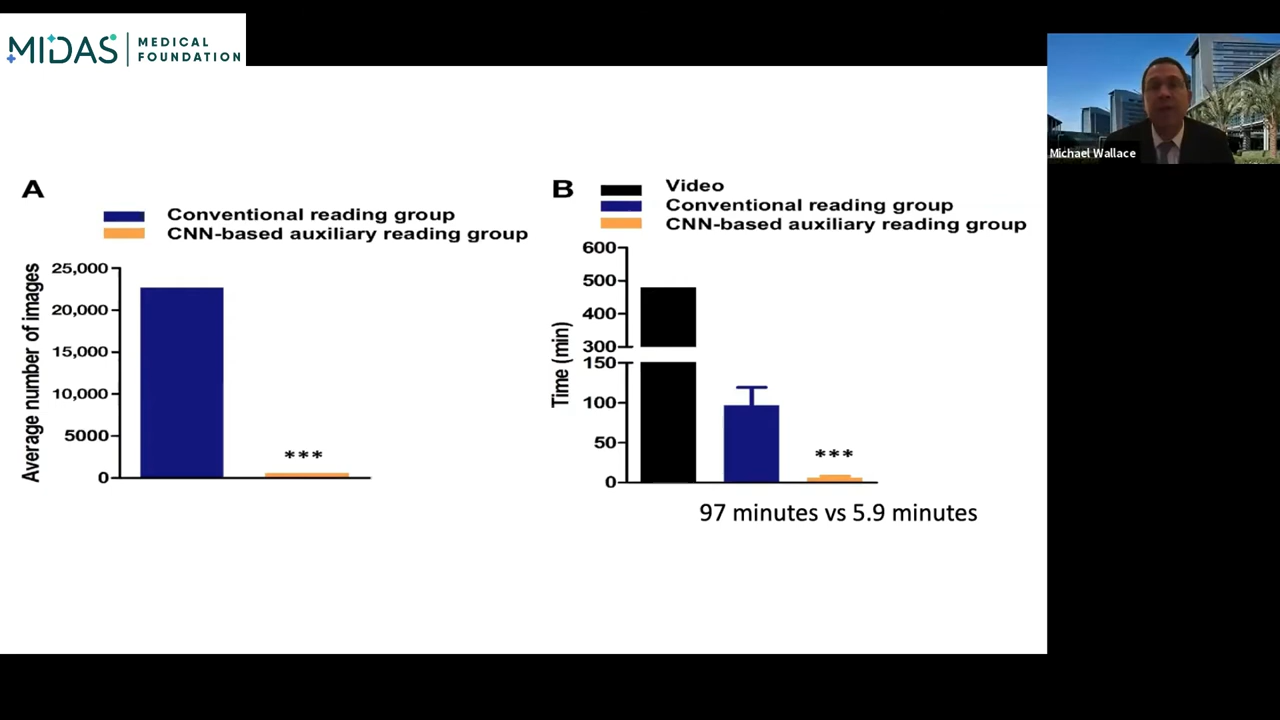 MIDAS MEDICAL
FOUNDATION
Michael Wallace
A
Conventional reading group
CNN-based auxiliary reading group
Average number of images
25,000
20,000
15,000
10,000
5000
0
***
B
Video
Conventional reading group
CNN-based auxiliary reading group
Time (min)
600
500
400
300
150
100
50
0
***
97 minutes vs 5.9 minutes